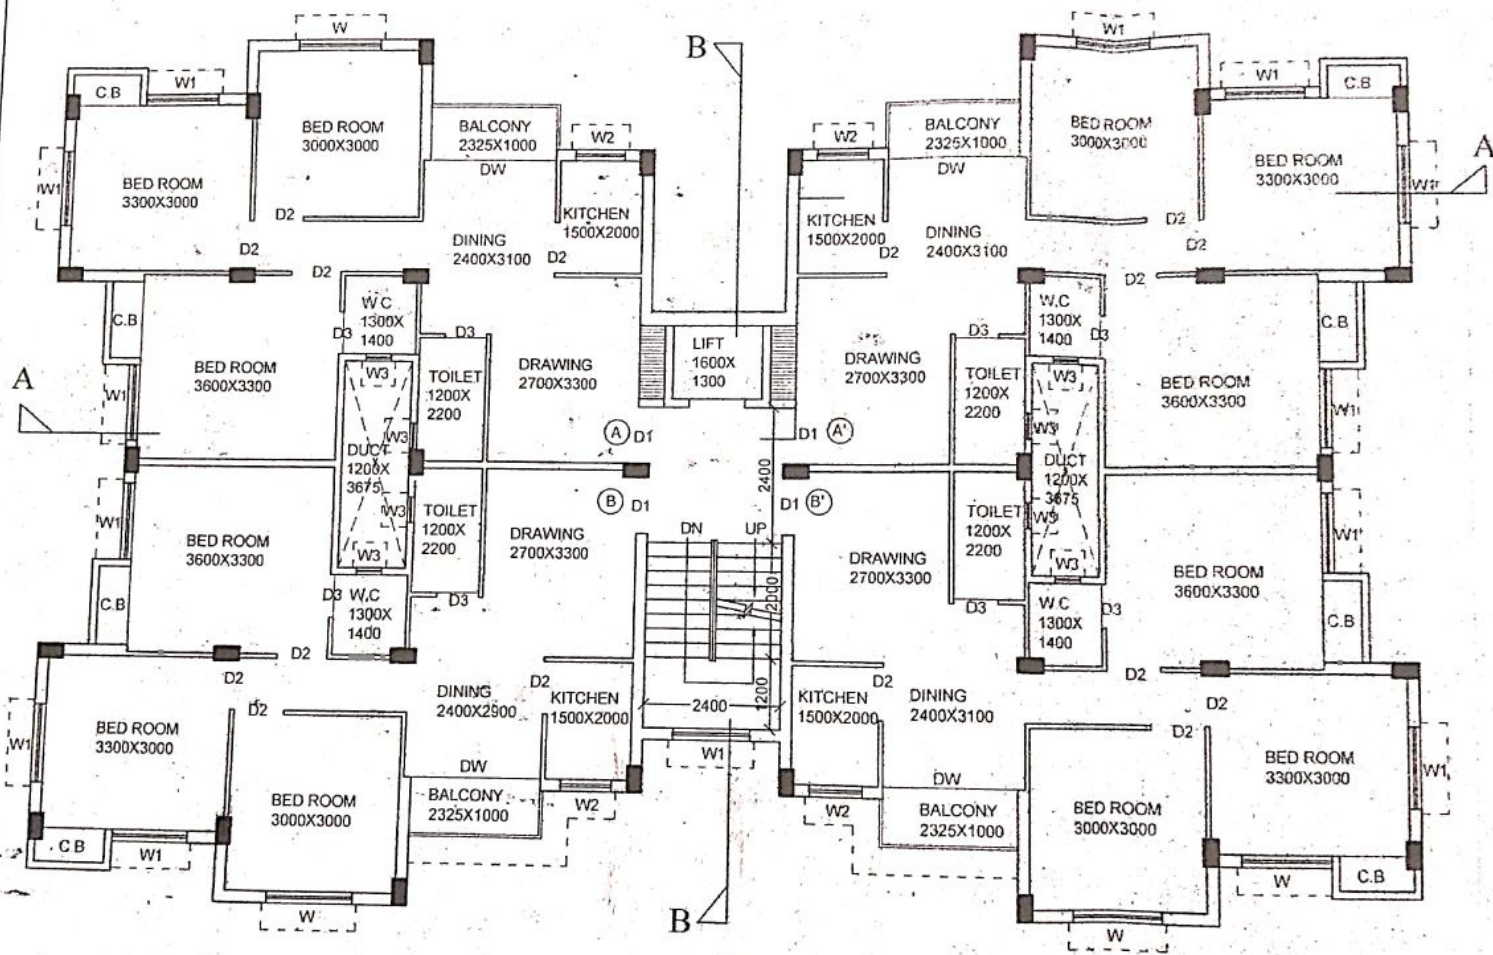 W
W1
B
W1
W1
C.B
C.B
BED ROOM
3000X3000
BALCONY
2325X1000
W2
DW
W2
BALCONY
2325X1000
DW
BED ROOM
3000X3000
A
W1
BED ROOM
3300X3000
BED ROOM
3300X3000
W1
D2
KITCHEN
1500X2000
KITCHEN
1500X2000
D2
D2
DINING
2400X3100
D2
D2
DINING
2400X3100
D2
D2
D2
C.B
W.C
1300X
1400
D3
D3
LIFT
1600X
1300
D3
W.C
1300X
1400
D3
C.B
BED ROOM
3600X3300
W3
TOILET
1200X
2200
DRAWING
2700X3300
DRAWING
2700X3300
TOILET
1200X
2200
W3
BED ROOM
3600X3300
A
W1
W1
W3
DUCT
1200X
3675
W3
A
D1
D1
A'
W3
DUCT
1200X
3675
W3
B
D1
2400
D1
B'
W1
BED ROOM
3600X3300
TOILET
1200X
2200
DRAWING
2700X3300
DN
UP
DRAWING
2700X3300
TOILET
1200X
2200
W1
BED ROOM
3600X3300
W3
W3
C.B
D3
W.C
1300X
1400
D3
2000
D3
W.C
1300X
1400
D3
C.B
D2
D2
D2
DINING
2400X2900
D2
KITCHEN
1500X2000
2400
1200
KITCHEN
1500X2000
D2
DINING
2400X3100
D2
D2
D2
W1
BED ROOM
3300X3000
W1
BED ROOM
3300X3000
W1
DW
DW
BED ROOM
3000X3000
BALCONY
2325X1000
W2
W2
BALCONY
2325X1000
BED ROOM
3000X3000
C.B
W1
W
C.B
W
B
W